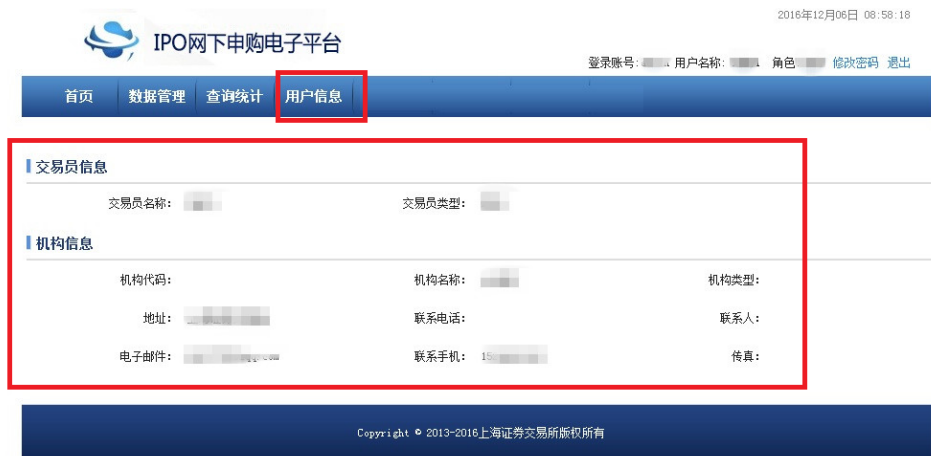 2016年12月06日 08:58:18
IPO网下申购电子平台
登录账号: 用户名称: 角色 修改密码 退出
首页 数据管理 查询统计 用户信息
交易员信息
交易员名称: 交易员类型:
机构信息
机构代码: 机构名称: 机构类型:
地址: 联系电话: 联系人:
电子邮件: 联系手机: 15 传真:
Copyright © 2013-2016上海证券交易所版权所有